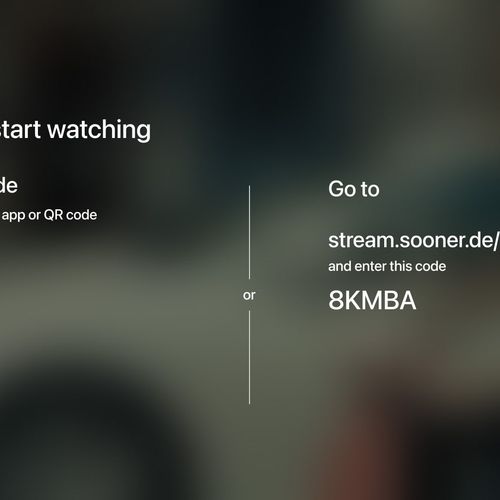 start watching
de
app or QR code
or
Go to
stream.sooner.de/
and enter this code
8KMBA